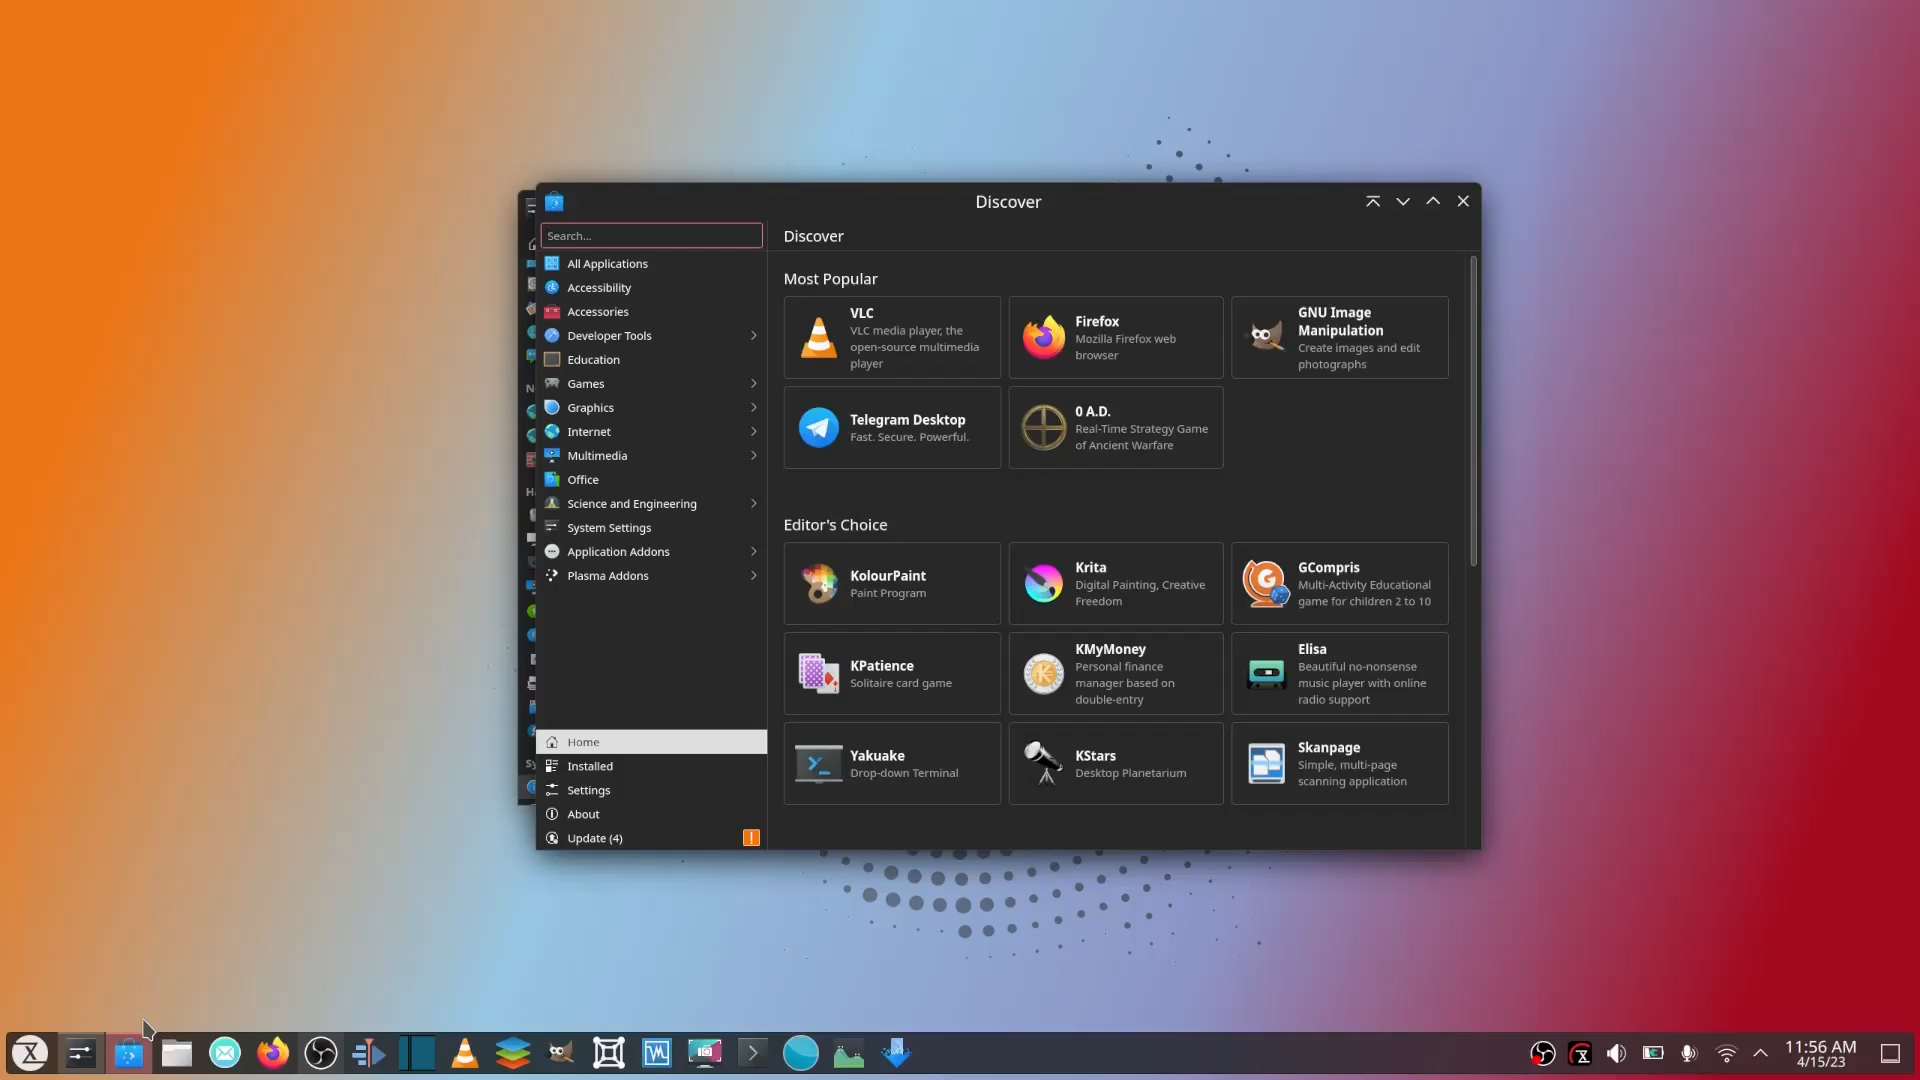 Discover
Search...
All Applications
Accessibility
Accessories
Developer Tools
Education
Games
Graphics
Internet
Multimedia
Office
Science and Engineering
System Settings
Application Addons
Plasma Addons
Home
Installed
Settings
About
Update (4)
Discover
Most Popular
VLC
VLC media player, the
open-source multimedia
player
Firefox
Mozilla Firefox web
browser
GNU Image
Manipulation
Create images and edit
photographs
Telegram Desktop
Fast. Secure. Powerful.
0 A.D.
Real-Time Strategy Game
of Ancient Warfare
Editor's Choice
KolourPaint
Paint Program
Krita
Digital Painting, Creative
Freedom
GCompris
Multi-Activity Educational
game for children 2 to 10
KPatience
Solitaire card game
KMyMoney
Personal finance
manager based on
double-entry
Elisa
Beautiful no-nonsense
music player with online
radio support
Yakuake
Drop-down Terminal
KStars
Desktop Planetarium
Skanpage
Simple, multi-page
scanning application
11:56 AM
4/15/23